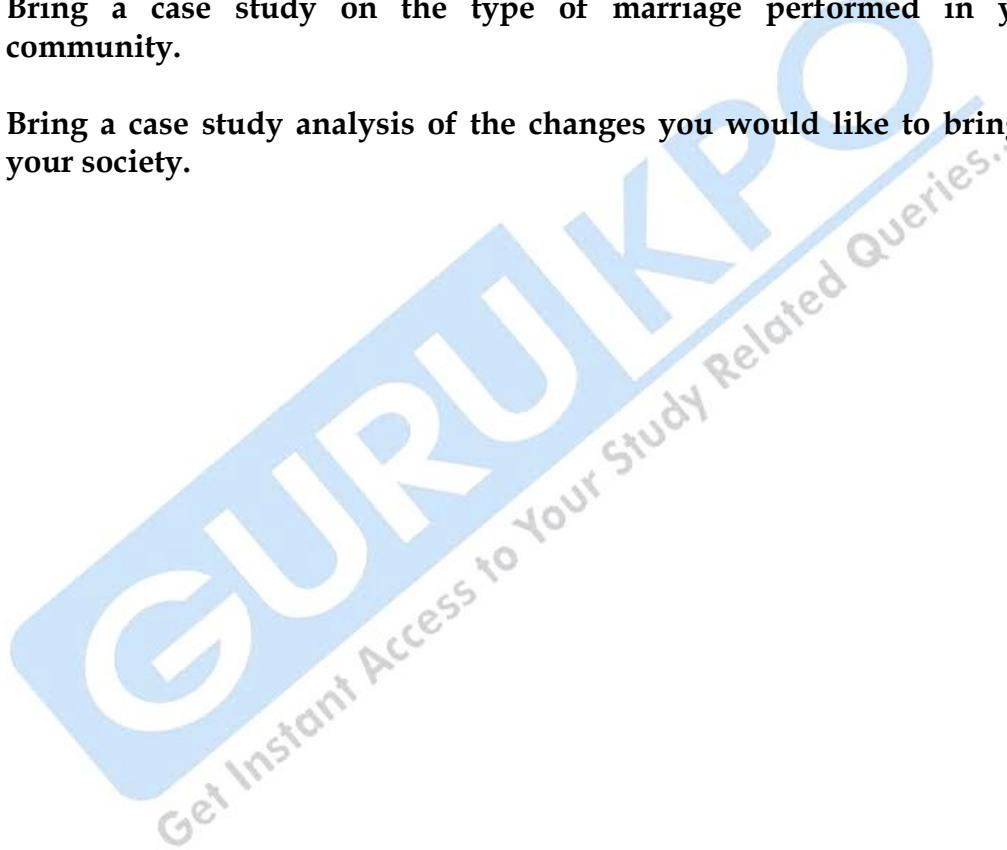 Bring a case study on the type of marriage performed in
community.
Bring a case study analysis of the changes you would like to bring
your society.
GURUKPO
Get Instant Access to Your Study Related Queries...